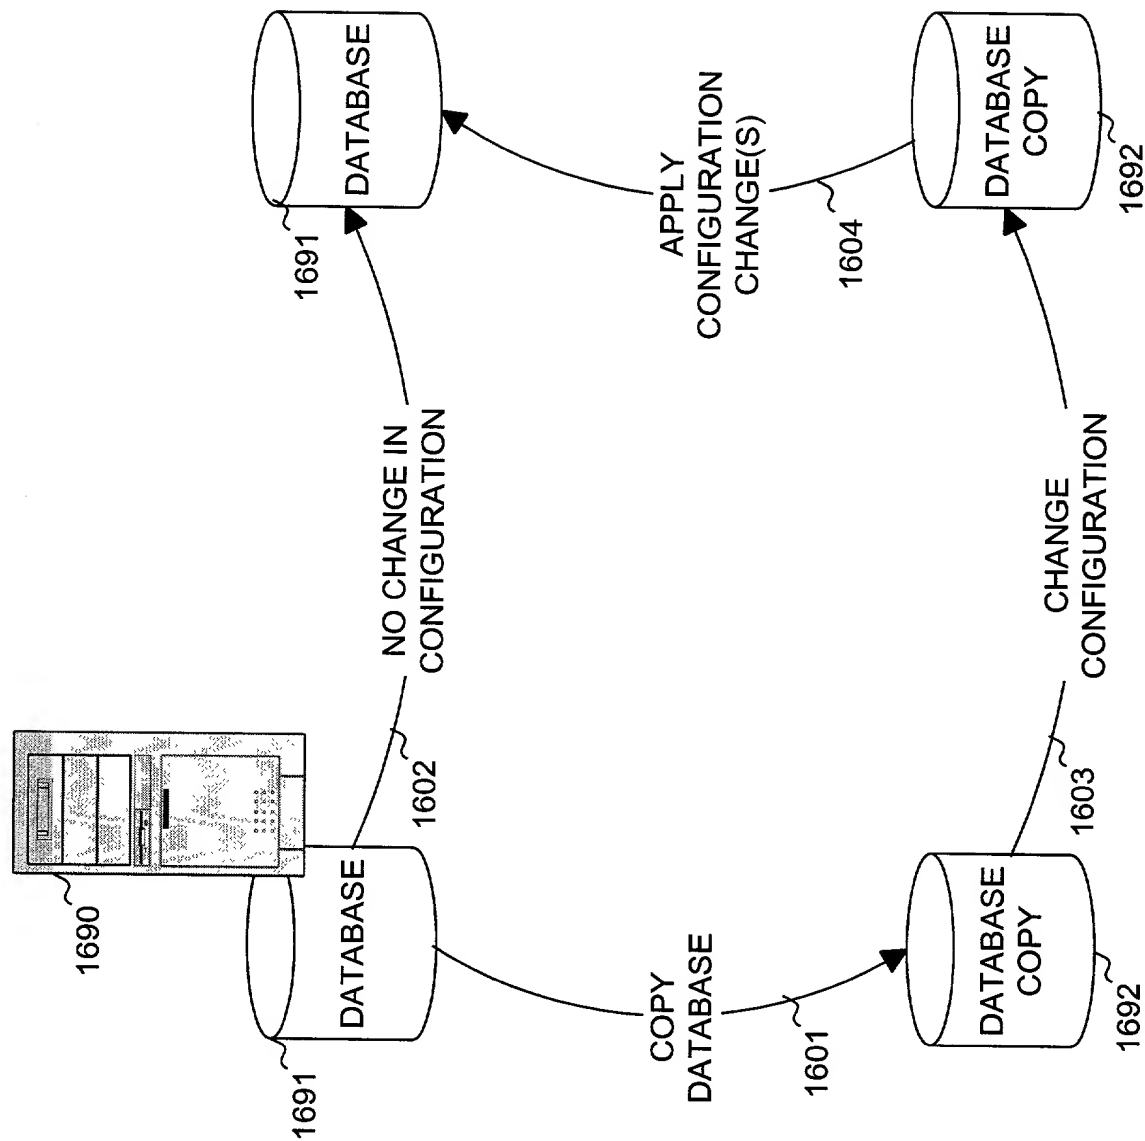 1690
1691
1691
DATABASE
DATABASE
NO CHANGE IN
CONFIGURATION
1602
COPY
DATABASE
1601
APPLY
CONFIGURATION
CHANGE(S)
1604
DATABASE
COPY
DATABASE
COPY
CHANGE
CONFIGURATION
1603
1692
1692